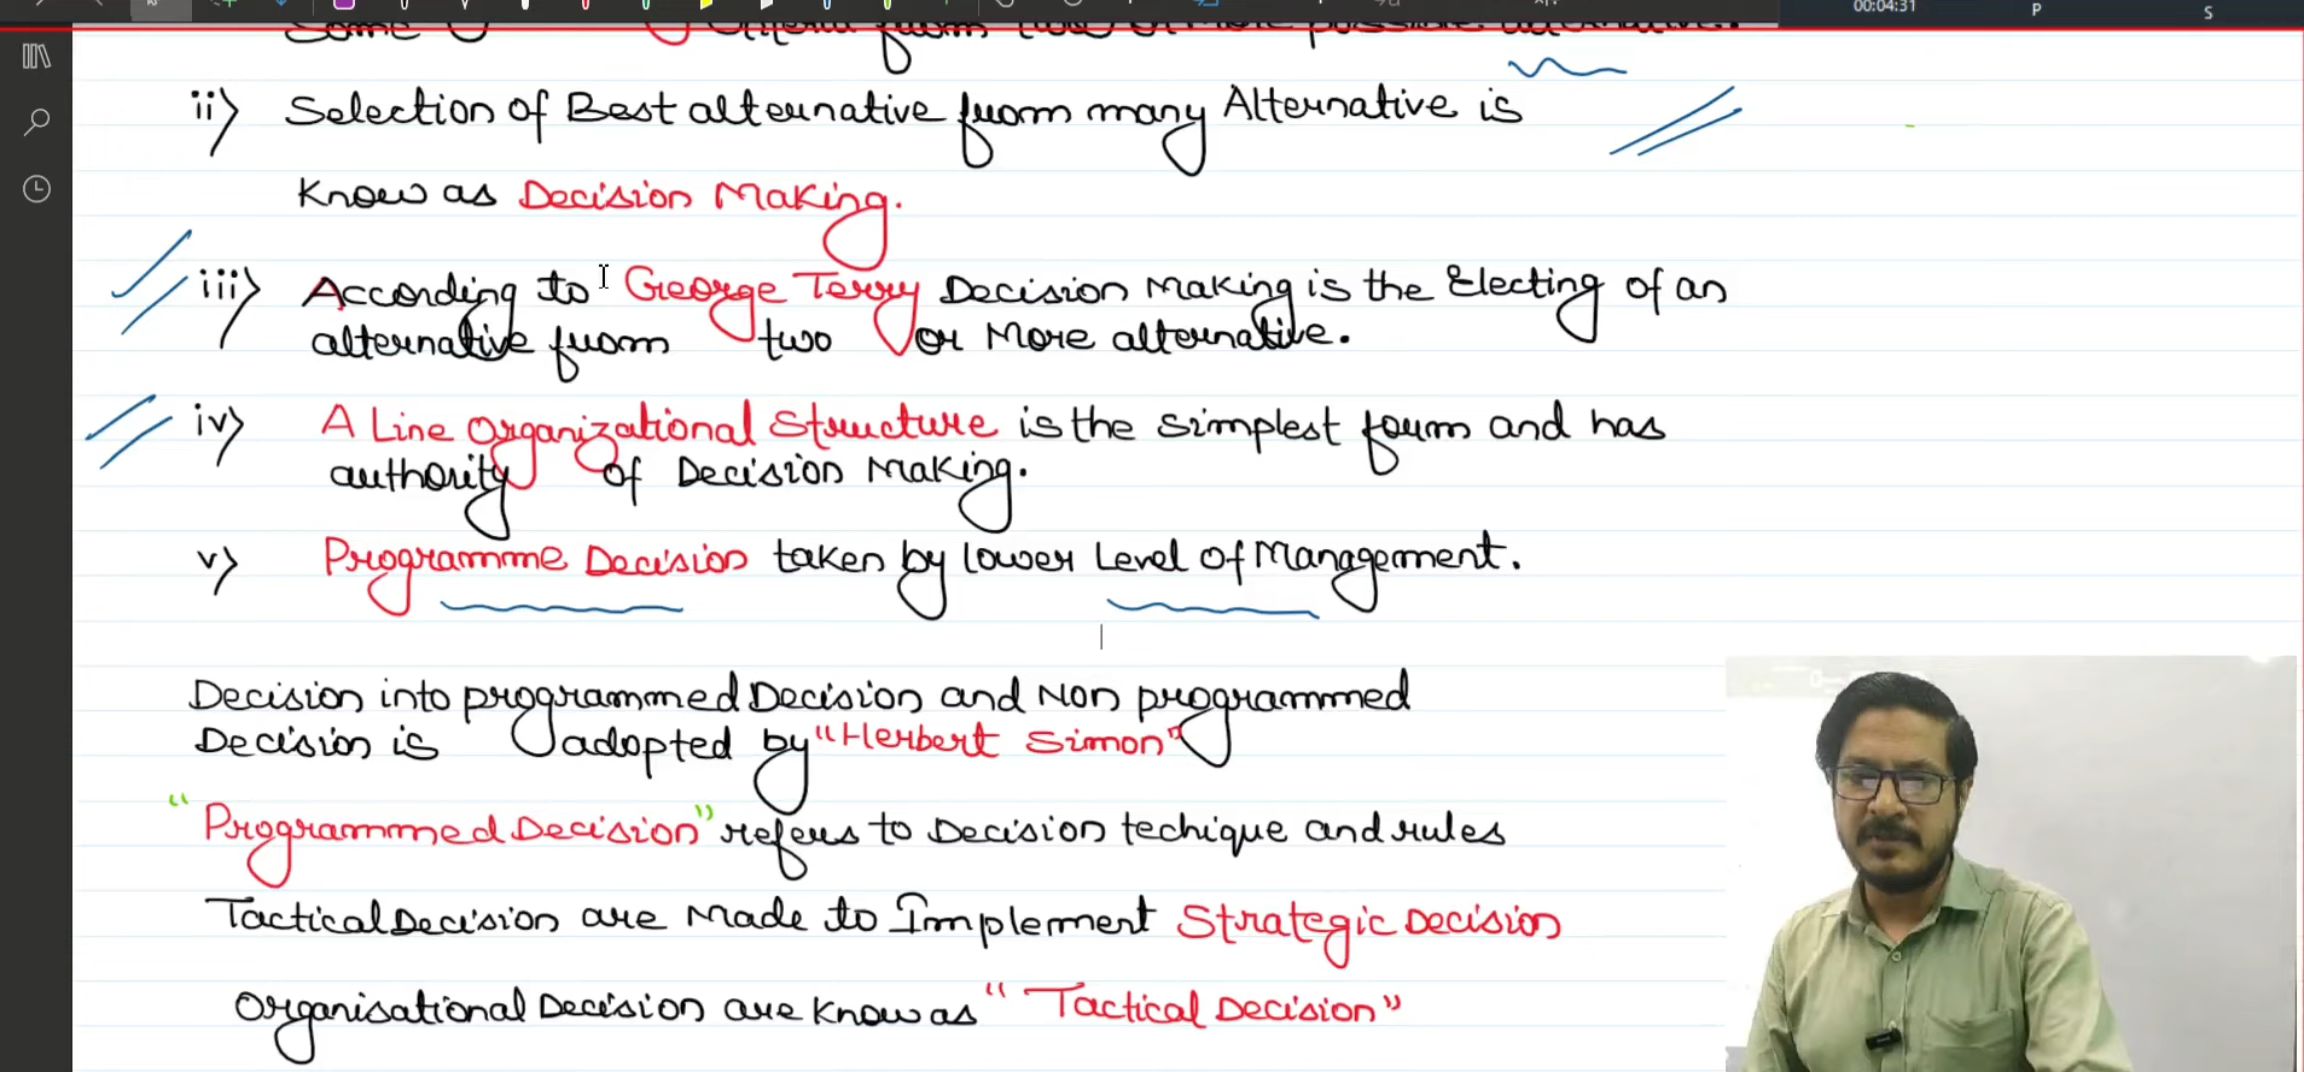 00:04:31
P
S
ii) Selection of Best alternative from many Alternative is
Know as Decision Making.
iii) According to George Terry Decision Making is the Electing of an
alternative from two or More alternative.
iv) A Line Organizational Structure is the simplest form and has
authority of Decision Making.
v) Programme Decision taken by Lower Level of Management.
Decision into programmed Decision and Non programmed
Decision is adopted by "Herbert Simon"
"Programmed Decision" refers to Decision techique and rules
Tactical Decision are Made to Implement Strategic Decision
Organisational Decision are Know as "Tactical Decision"